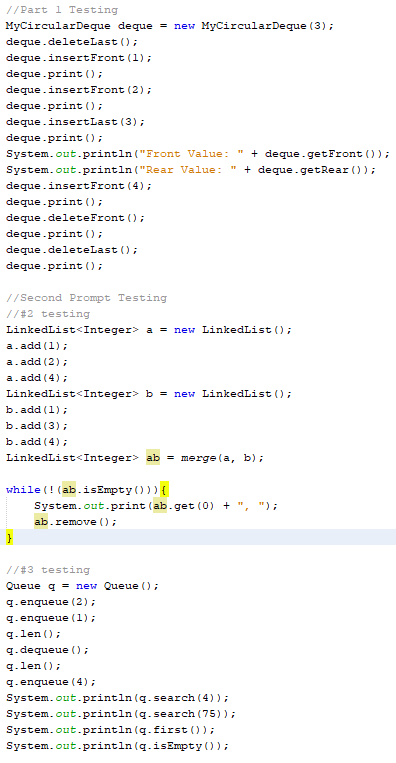 //Part 1 Testing
MyCircularDeque deque = new MyCircularDeque(3);
deque.deleteLast();
deque.insertFront(1);
deque.print();
deque.insertFront(2);
deque.print();
deque.insertLast(3);
deque.print();
System.out.println("Front Value: " + deque.getFront());
System.out.println("Rear Value: " + deque.getRear());
deque.insertFront(4);
deque.print();
deque.deleteFront();
deque.print();
deque.deleteLast();
deque.print();

//Second Prompt Testing
//#2 testing
LinkedList<Integer> a = new LinkedList();
a.add(1);
a.add(2);
a.add(4);
LinkedList<Integer> b = new LinkedList();
b.add(1);
b.add(3);
b.add(4);
LinkedList<Integer> ab = merge(a, b);

while(!(ab.isEmpty())){
    System.out.print(ab.get(0) + ", ");
    ab.remove();
}

//#3 testing
Queue q = new Queue();
q.enqueue(2);
q.enqueue(1);
q.len();
q.dequeue();
q.len();
q.enqueue(4);
System.out.println(q.search(4));
System.out.println(q.search(75));
System.out.println(q.first());
System.out.println(q.isEmpty());